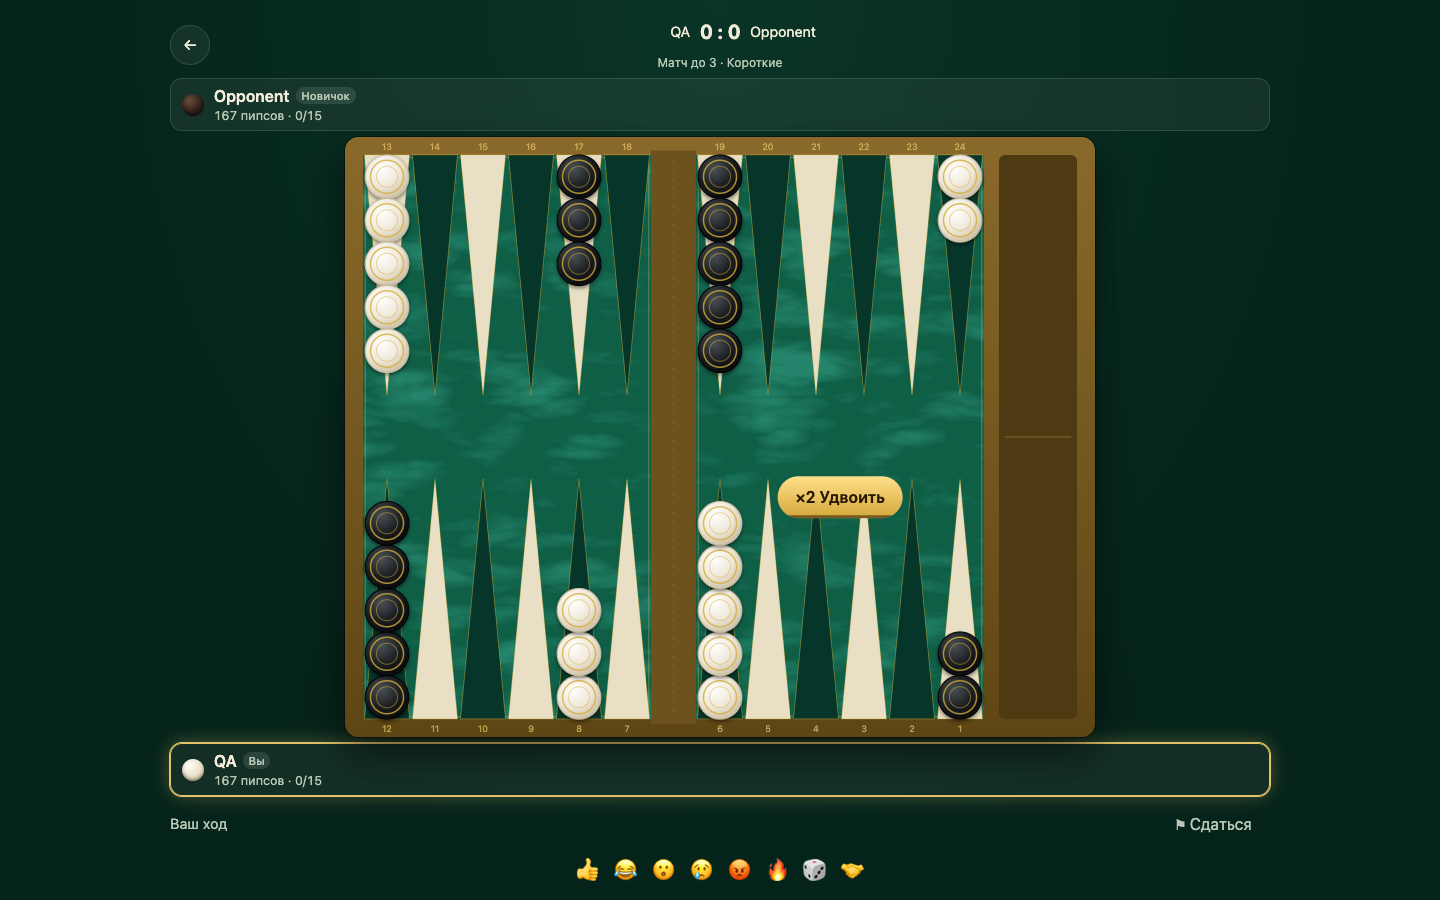 QA 0 : 0 Opponent
Матч до 3 · Короткие
Opponent Новичок
167 пипсов · 0/15
13 14 15 16 17 18 19 20 21 22 23 24
×2 Удвоить
12 11 10 9 8 7 6 5 4 3 2 1
QA Вы
167 пипсов · 0/15
Ваш ход
Сдаться